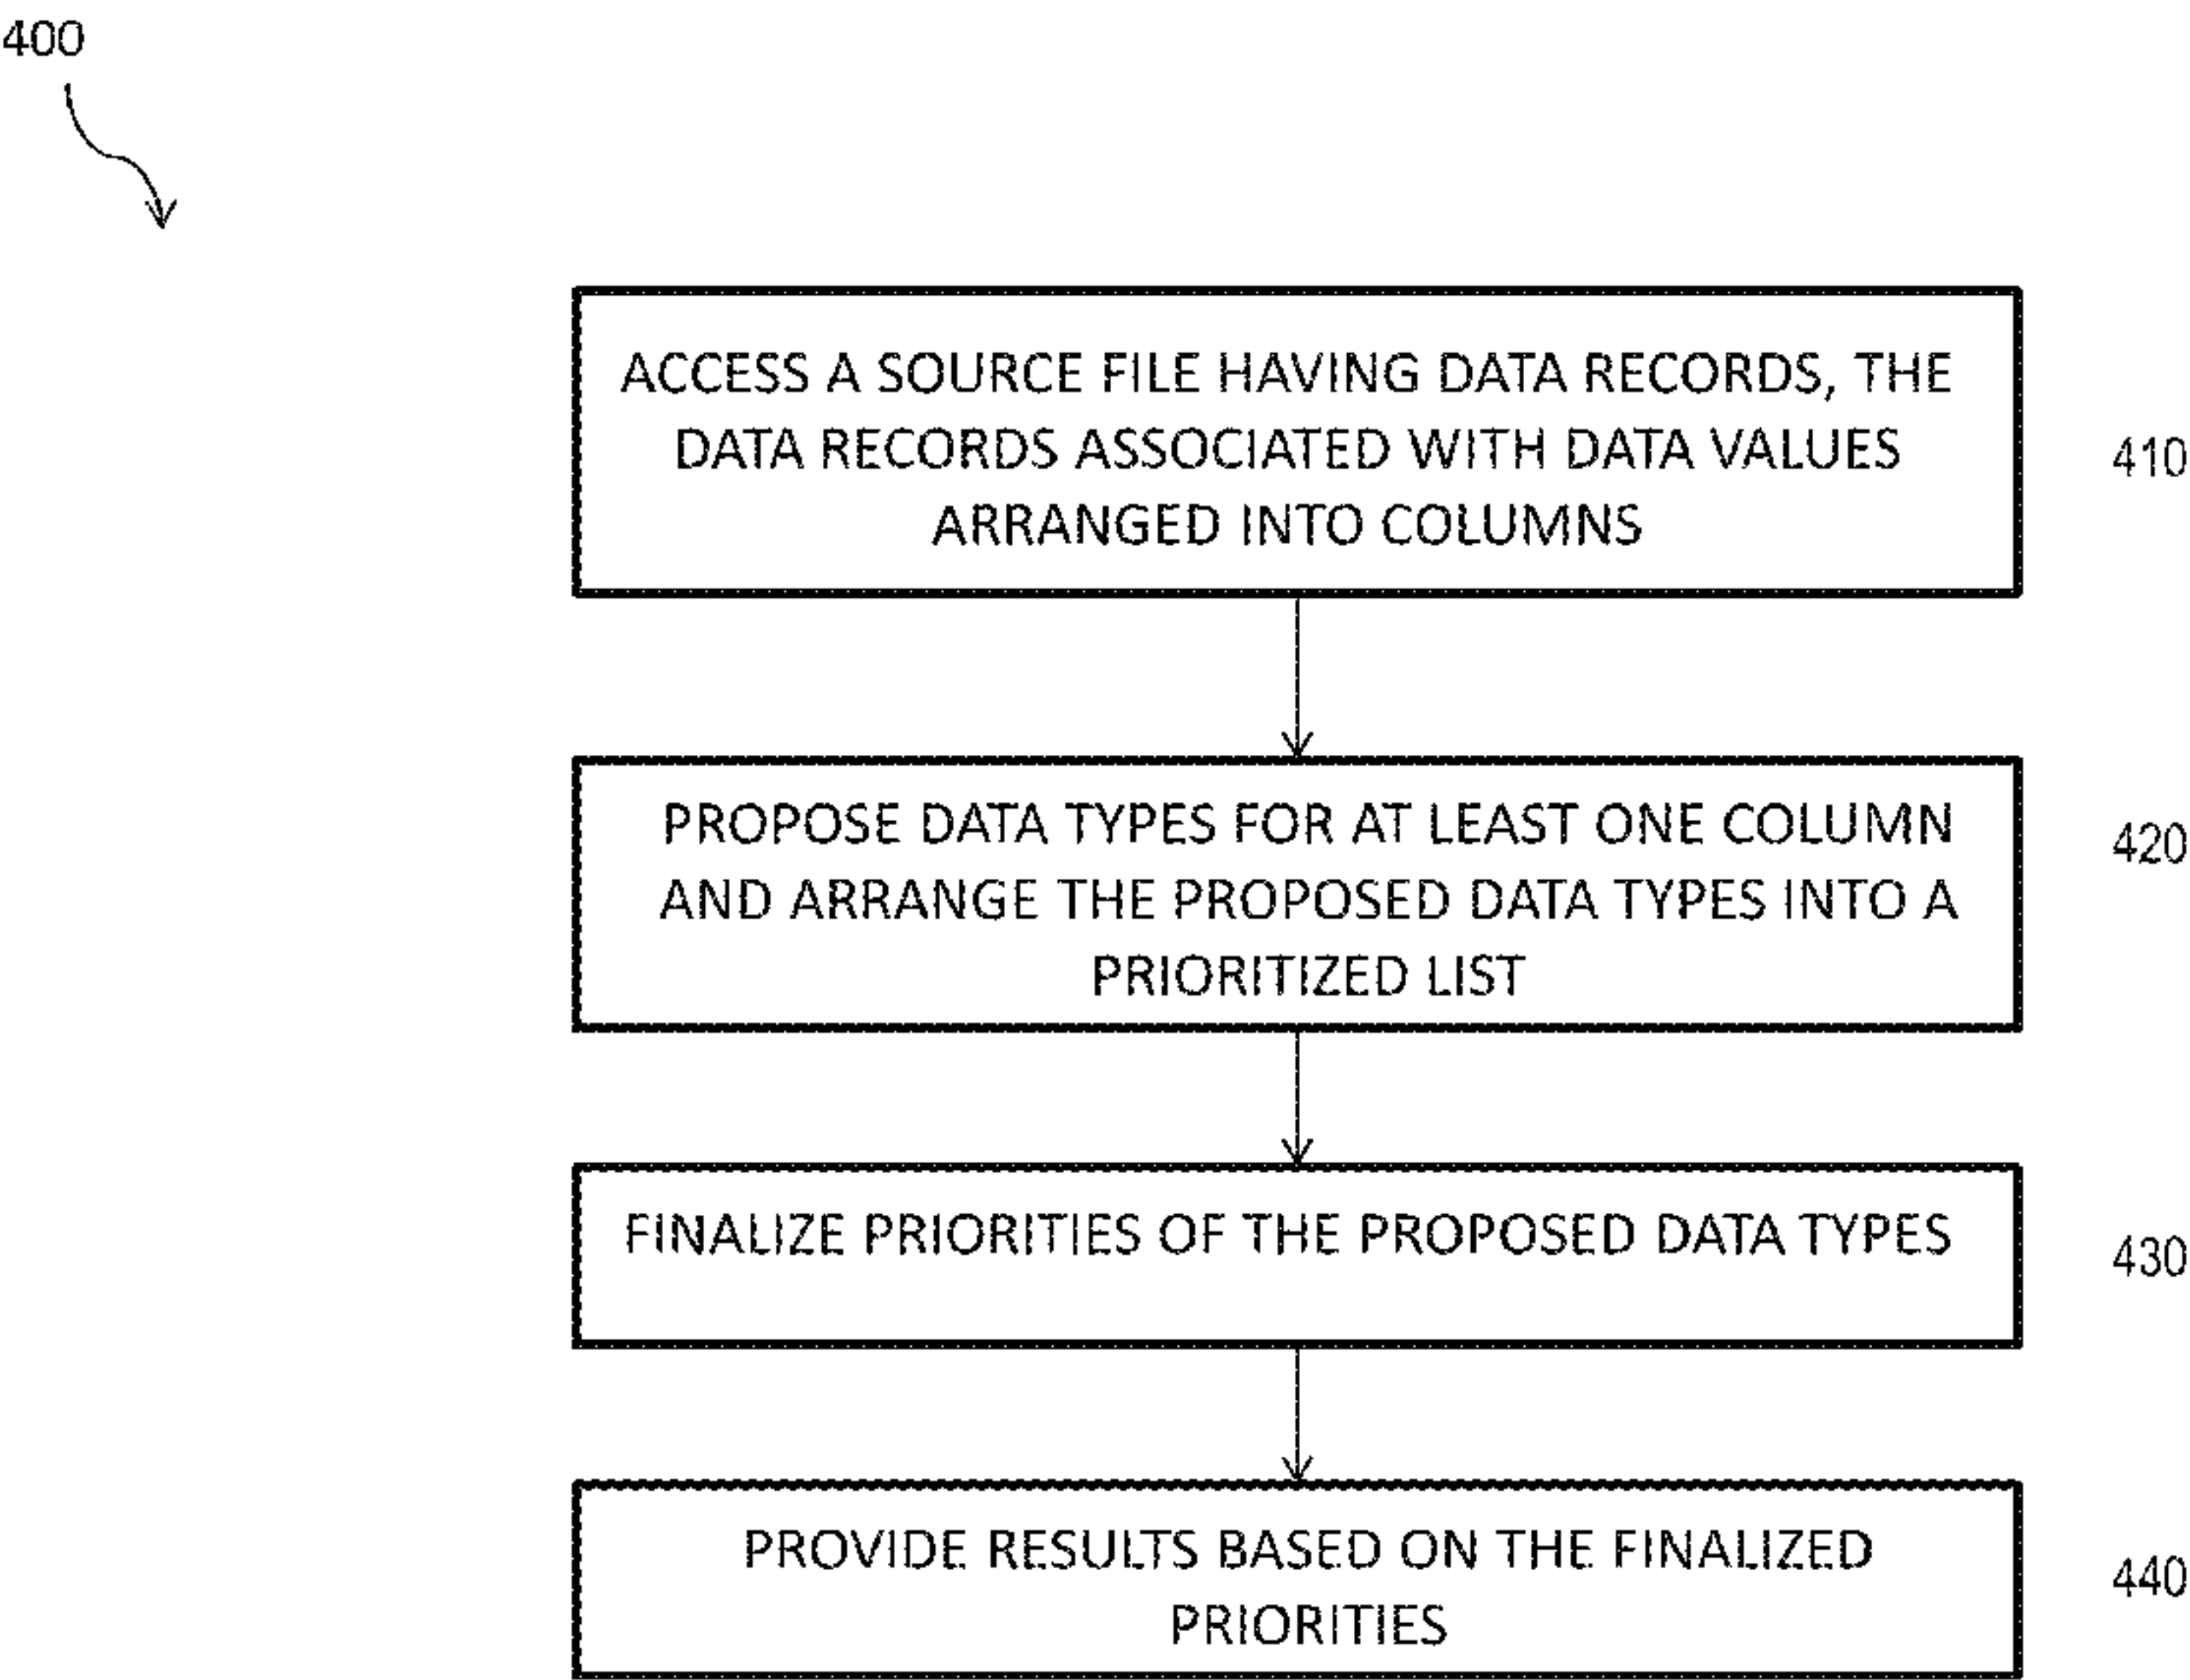 400
ACCESS A SOURCE FILE HAVING DATA RECORDS, THE
DATA RECORDS ASSOCIATED WITH DATA VALUES
ARRANGED INTO COLUMNS
410
PROPOSE DATA TYPES FOR AT LEAST ONE COLUMN
AND ARRANGE THE PROPOSED DATA TYPES INTO A
PRIORITIZED LIST
420
FINALIZE PRIORITIES OF THE PROPOSED DATA TYPES
430
PROVIDE RESULTS BASED ON THE FINALIZED
PRIORITIES
440